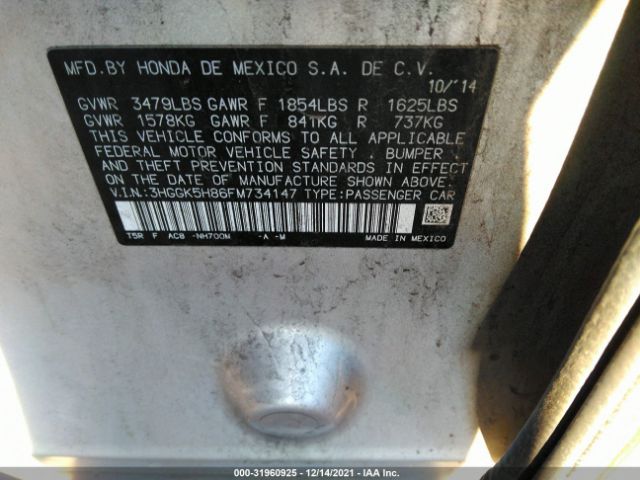 MFD.BY HONDA DE MEXICO S.A. DE C.V.
10/'14
GVWR 3479LBS GAWR F 1854LBS R 1625LBS
GVWR 1578KG GAWR F 841KG R 737KG
THIS VEHICLE CONFORMS TO ALL APPLICABLE
FEDERAL MOTOR VEHICLE SAFETY . BUMPER .
AND THEFT PREVENTION STANDARDS IN EFFECT
ON THE DATE OF MANUFACTURE SHOWN ABOVE.
V.I.N.:3HGGK5H86FM734147 TYPE:PASSENGER CAR
T5R F AC8 -NH700M -A -M MADE IN MEXICO
000-31960925 - 12/14/2021 - IAA Inc.